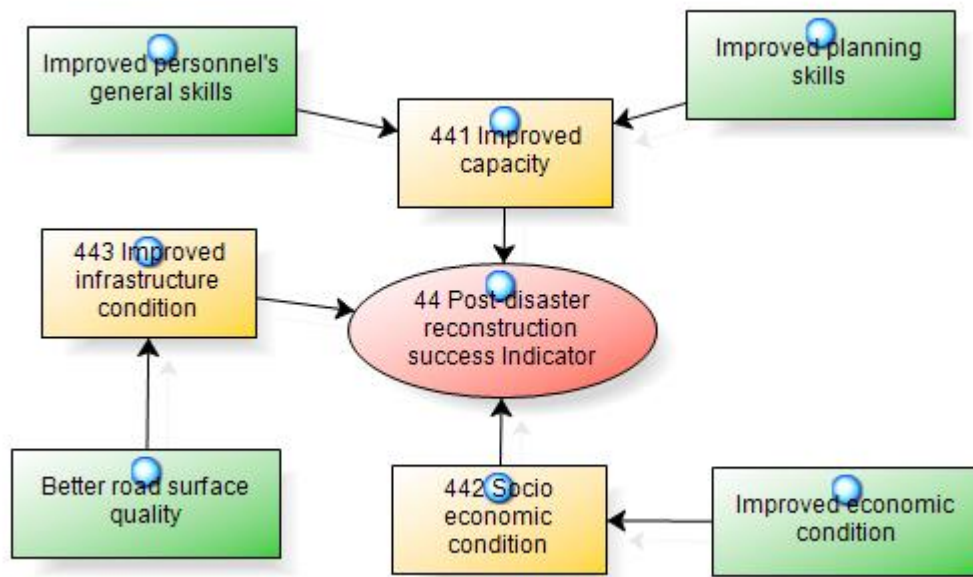 Improved personnel's
general skills
Improved planning
skills
441 Improved
capacity
443 Improved
infrastructure
condition
44 Post-disaster
reconstruction
success Indicator
Better road surface
quality
442 Socio
economic
condition
Improved economic
condition